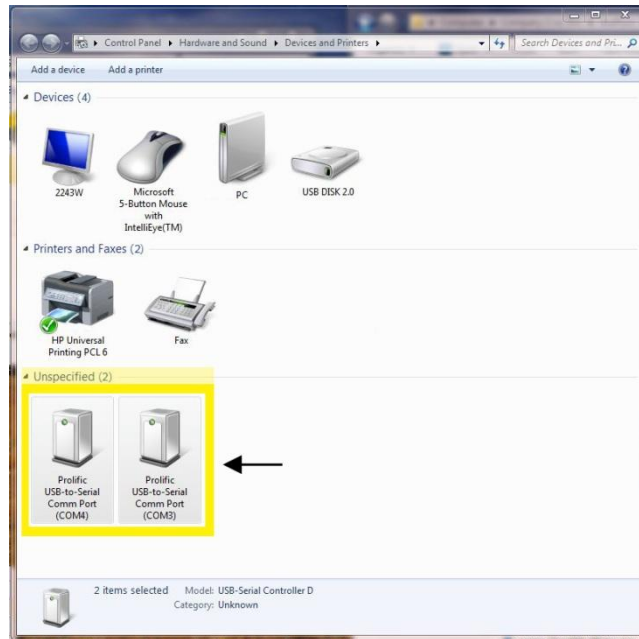 Control Panel ▸ Hardware and Sound ▸ Devices and Printers ▸
Search Devices and Pri...
Add a device Add a printer
Devices (4)
2243W
Microsoft
5-Button Mouse
with
IntelliEye(TM)
PC
USB DISK 2.0
Printers and Faxes (2)
HP Universal
Printing PCL 6
Fax
Unspecified (2)
Prolific
USB-to-Serial
Comm Port
(COM4)
Prolific
USB-to-Serial
Comm Port
(COM3)
2 items selected Model: USB-Serial Controller D
Category: Unknown